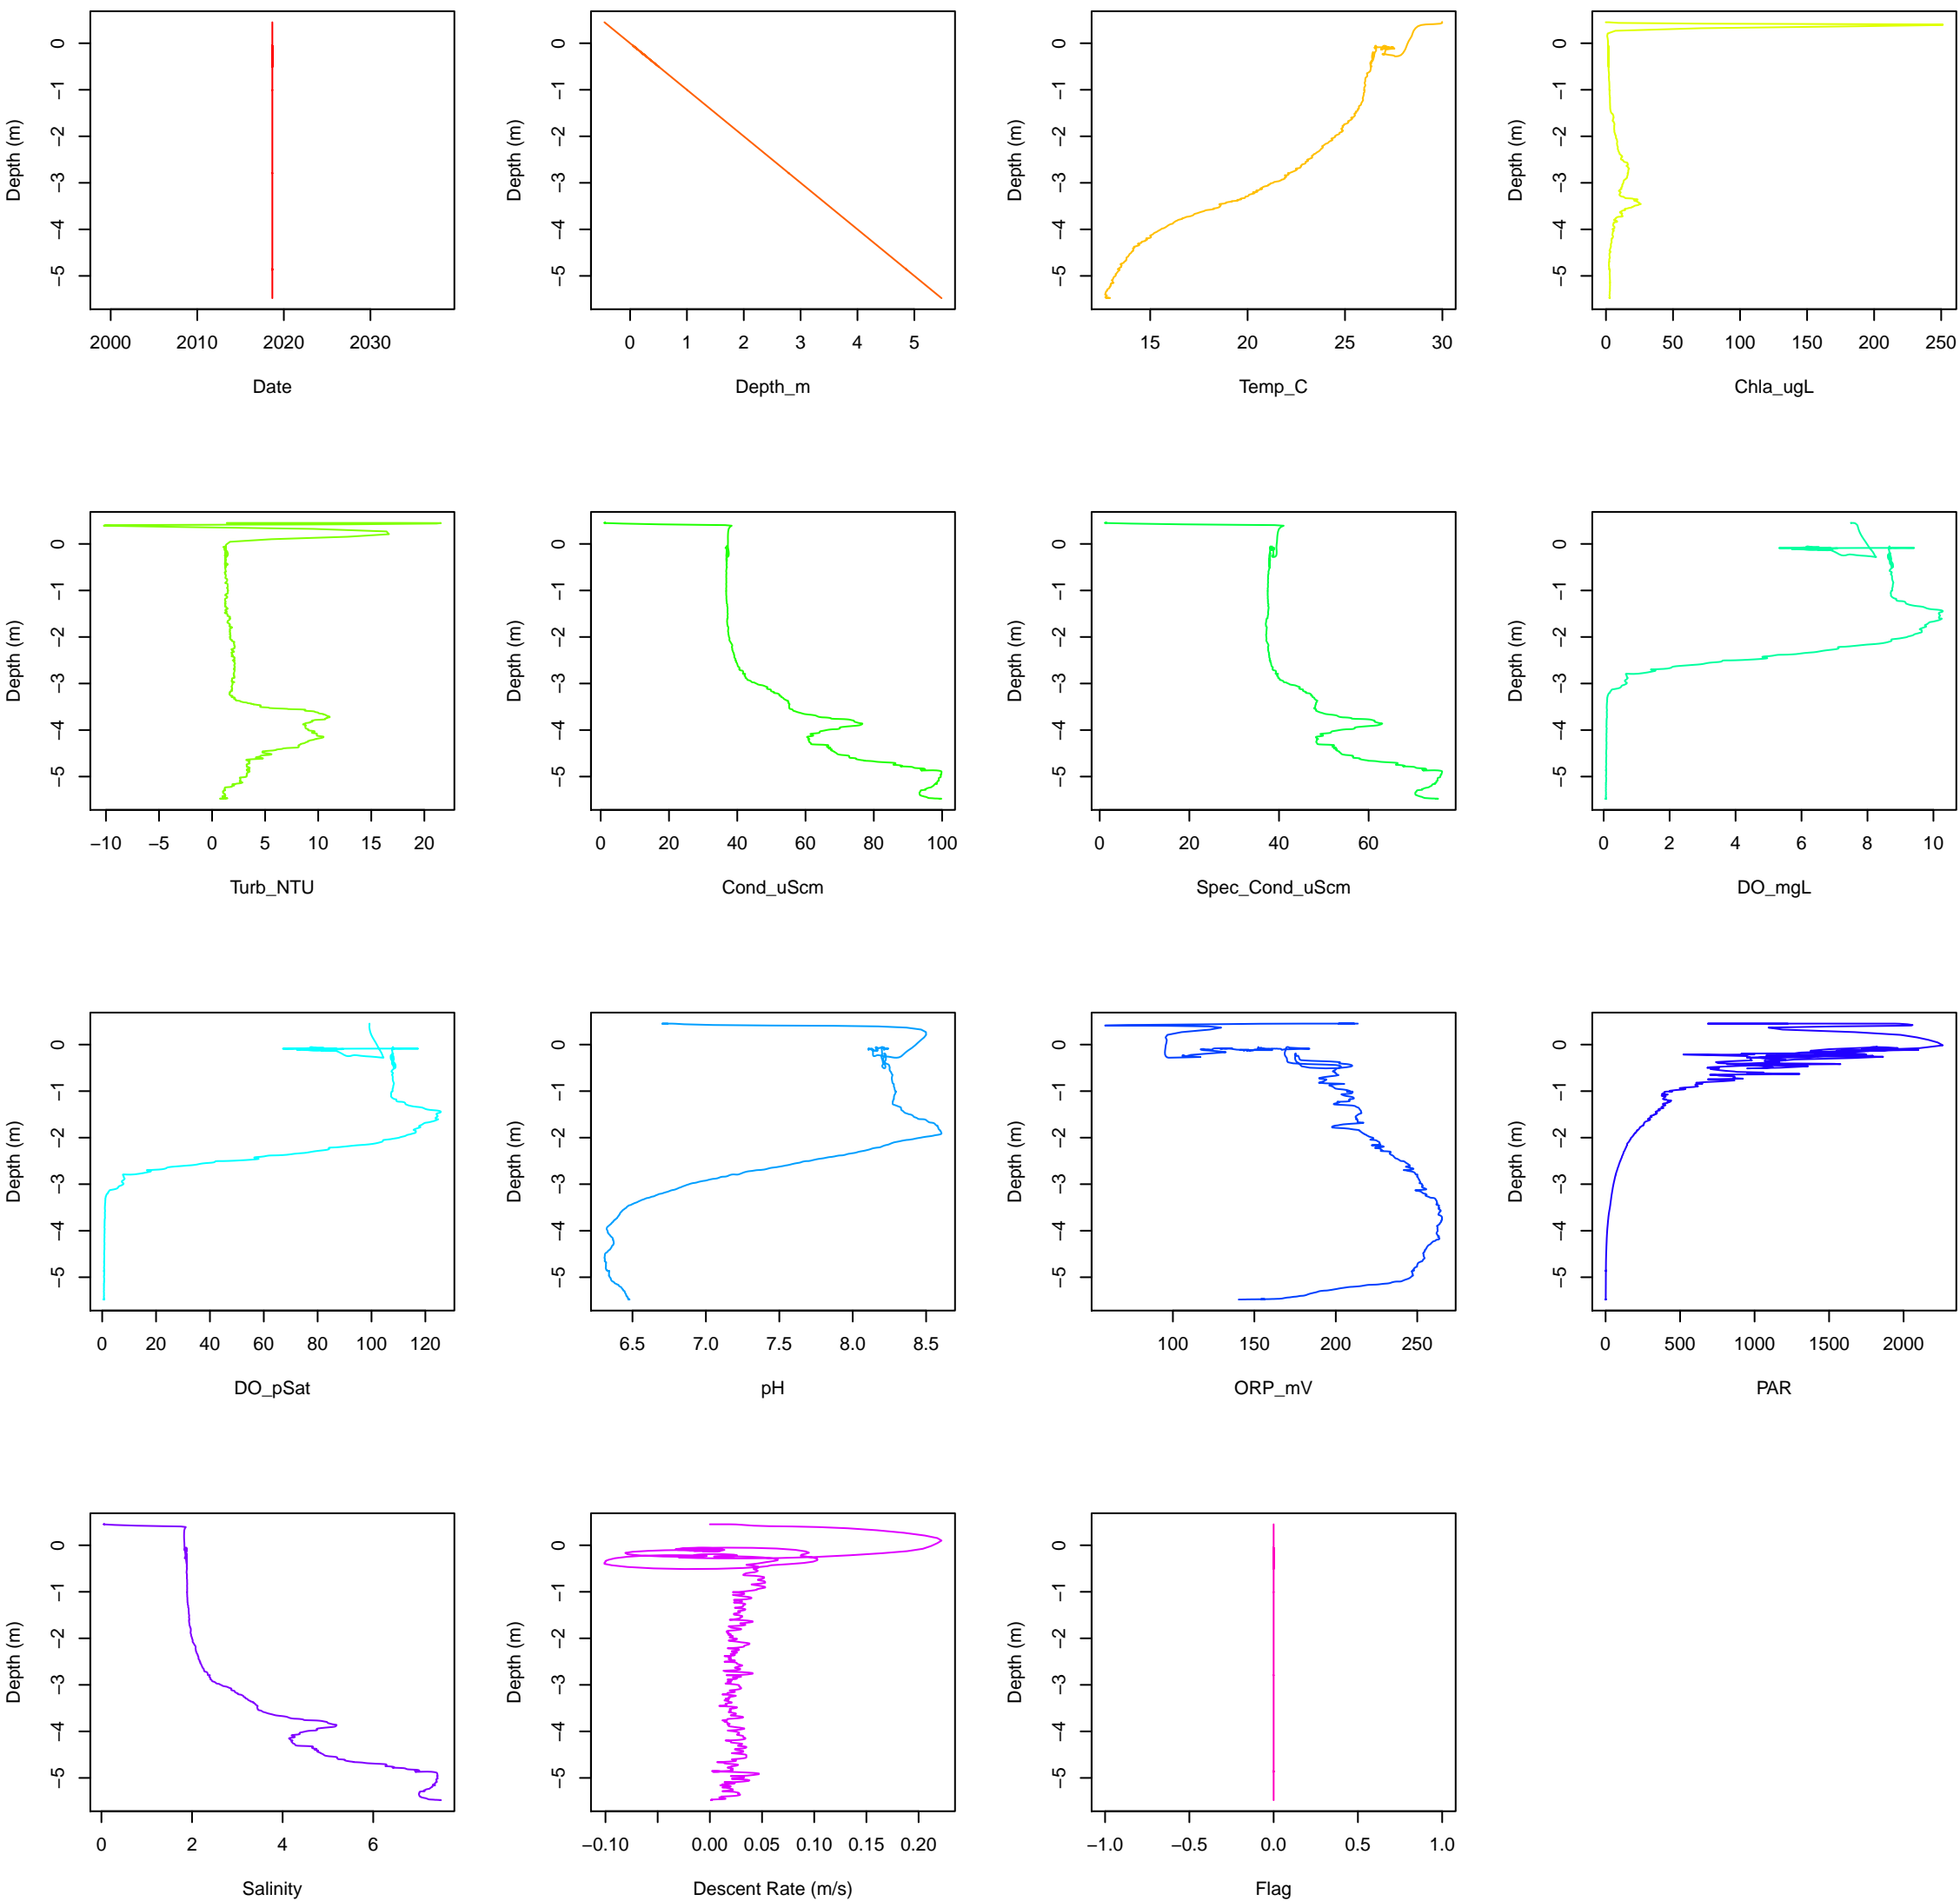 Depth (m)
0
−1
−2
−3
−4
−5
2000 2010 2020 2030
Date
Depth (m)
0
−1
−2
−3
−4
−5
0 1 2 3 4 5
Depth_m
Depth (m)
0
−1
−2
−3
−4
−5
15 20 25 30
Temp_C
Depth (m)
0
−1
−2
−3
−4
−5
0 50 100 150 200 250
Chla_ugL
Depth (m)
0
−1
−2
−3
−4
−5
−10 −5 0 5 10 15 20
Turb_NTU
Depth (m)
0
−1
−2
−3
−4
−5
0 20 40 60 80 100
Cond_uScm
Depth (m)
0
−1
−2
−3
−4
−5
0 20 40 60
Spec_Cond_uScm
Depth (m)
0
−1
−2
−3
−4
−5
0 2 4 6 8 10
DO_mgL
Depth (m)
0
−1
−2
−3
−4
−5
0 20 40 60 80 100 120
DO_pSat
Depth (m)
0
−1
−2
−3
−4
−5
6.5 7.0 7.5 8.0 8.5
pH
Depth (m)
0
−1
−2
−3
−4
−5
100 150 200 250
ORP_mV
Depth (m)
0
−1
−2
−3
−4
−5
0 500 1000 1500 2000
PAR
Depth (m)
0
−1
−2
−3
−4
−5
0 2 4 6
Salinity
Depth (m)
0
−1
−2
−3
−4
−5
−0.10 0.00 0.05 0.10 0.15 0.20
Descent Rate (m/s)
Depth (m)
0
−1
−2
−3
−4
−5
−1.0 −0.5 0.0 0.5 1.0
Flag